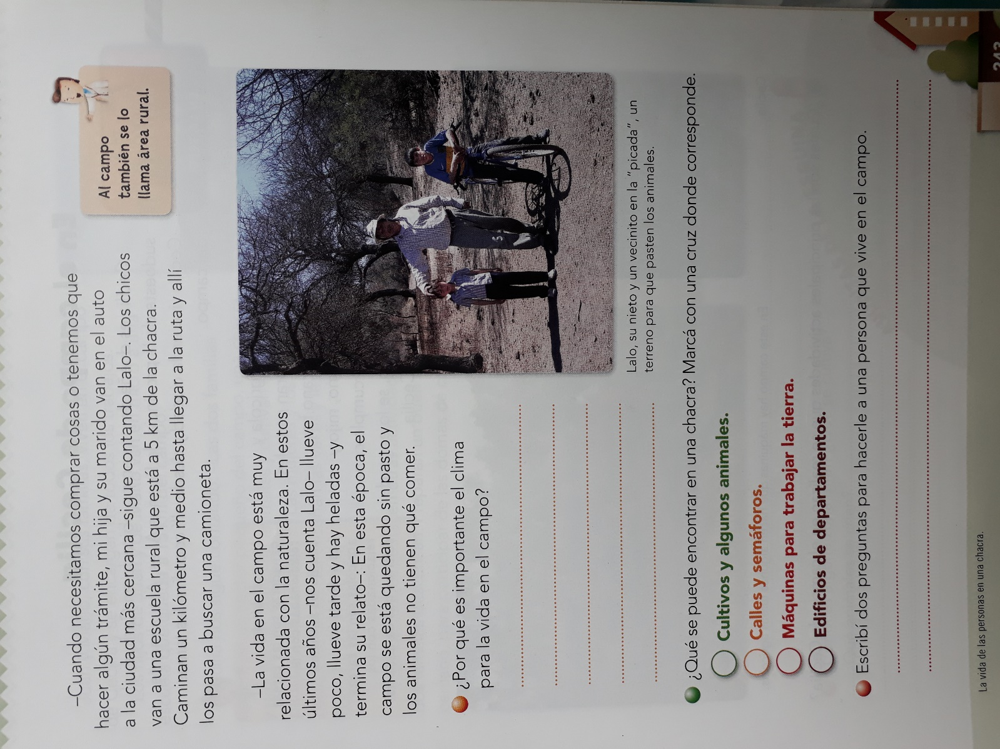 –Cuando necesitamos comprar cosas o tenemos que
hacer algún trámite, mi hija y su marido van en el auto
a la ciudad más cercana –sigue contando Lalo–. Los chicos
van a una escuela rural que está a 5 km de la chacra.
Caminan un kilómetro y medio hasta llegar a la ruta y allí
los pasa a buscar una camioneta.
Al campo
también se lo
llama área rural.
–La vida en el campo está muy
relacionada con la naturaleza. En estos
últimos años –nos cuenta Lalo– llueve
poco, llueve tarde y hay heladas –y
termina su relato–: En esta época, el
campo se está quedando sin pasto y
los animales no tienen qué comer.
Lalo, su nieto y un vecinito en la "picada", un
terreno para que pasten los animales.
¿Por qué es importante el clima
para la vida en el campo?
¿Qué se puede encontrar en una chacra? Marcá con una cruz donde corresponde.
Cultivos y algunos animales.
Calles y semáforos.
Máquinas para trabajar la tierra.
Edificios de departamentos.
Escribí dos preguntas para hacerle a una persona que vive en el campo.
La vida de las personas en una chacra.
243